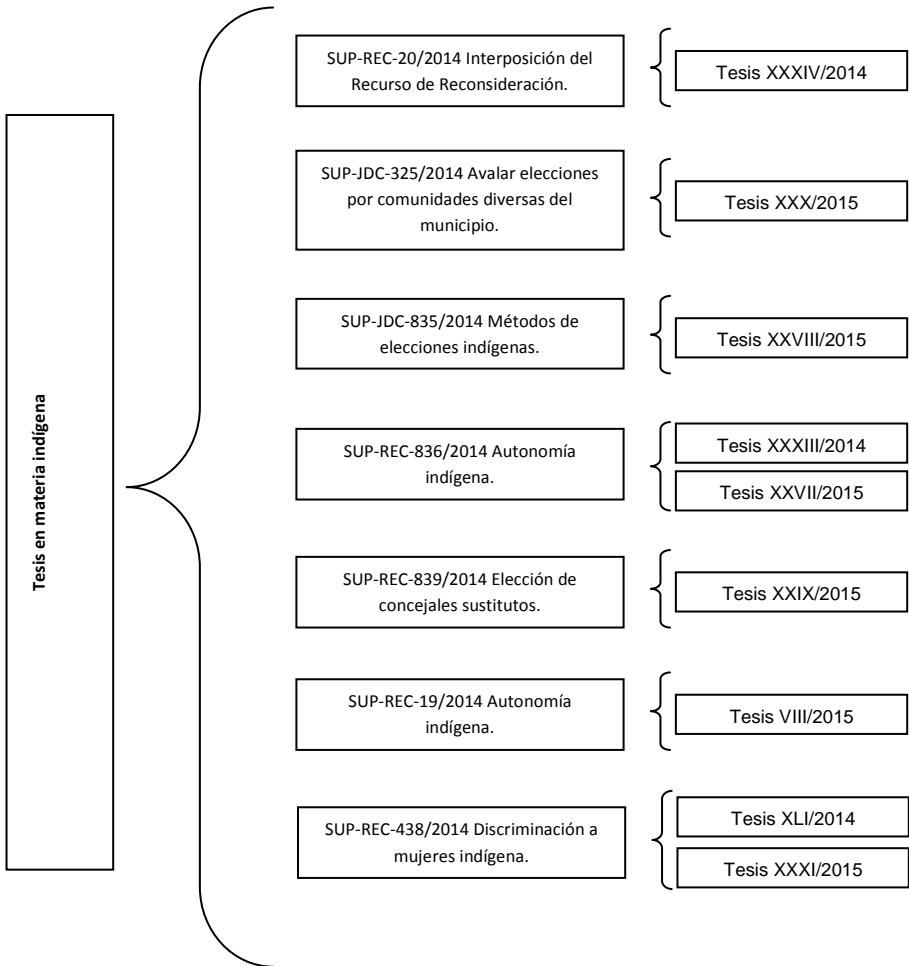 Tesis en materia indígena
SUP-REC-20/2014 Interposición del
Recurso de Reconsideración.
Tesis XXXIV/2014
SUP-JDC-325/2014 Avalar elecciones
por comunidades diversas del
municipio.
Tesis XXX/2015
SUP-JDC-835/2014 Métodos de
elecciones indígenas.
Tesis XXVIII/2015
SUP-REC-836/2014 Autonomía
indígena.
Tesis XXXIII/2014
Tesis XXVII/2015
SUP-REC-839/2014 Elección de
concejales sustitutos.
Tesis XXIX/2015
SUP-REC-19/2014 Autonomía
indígena.
Tesis VIII/2015
SUP-REC-438/2014 Discriminación a
mujeres indígena.
Tesis XLI/2014
Tesis XXXI/2015